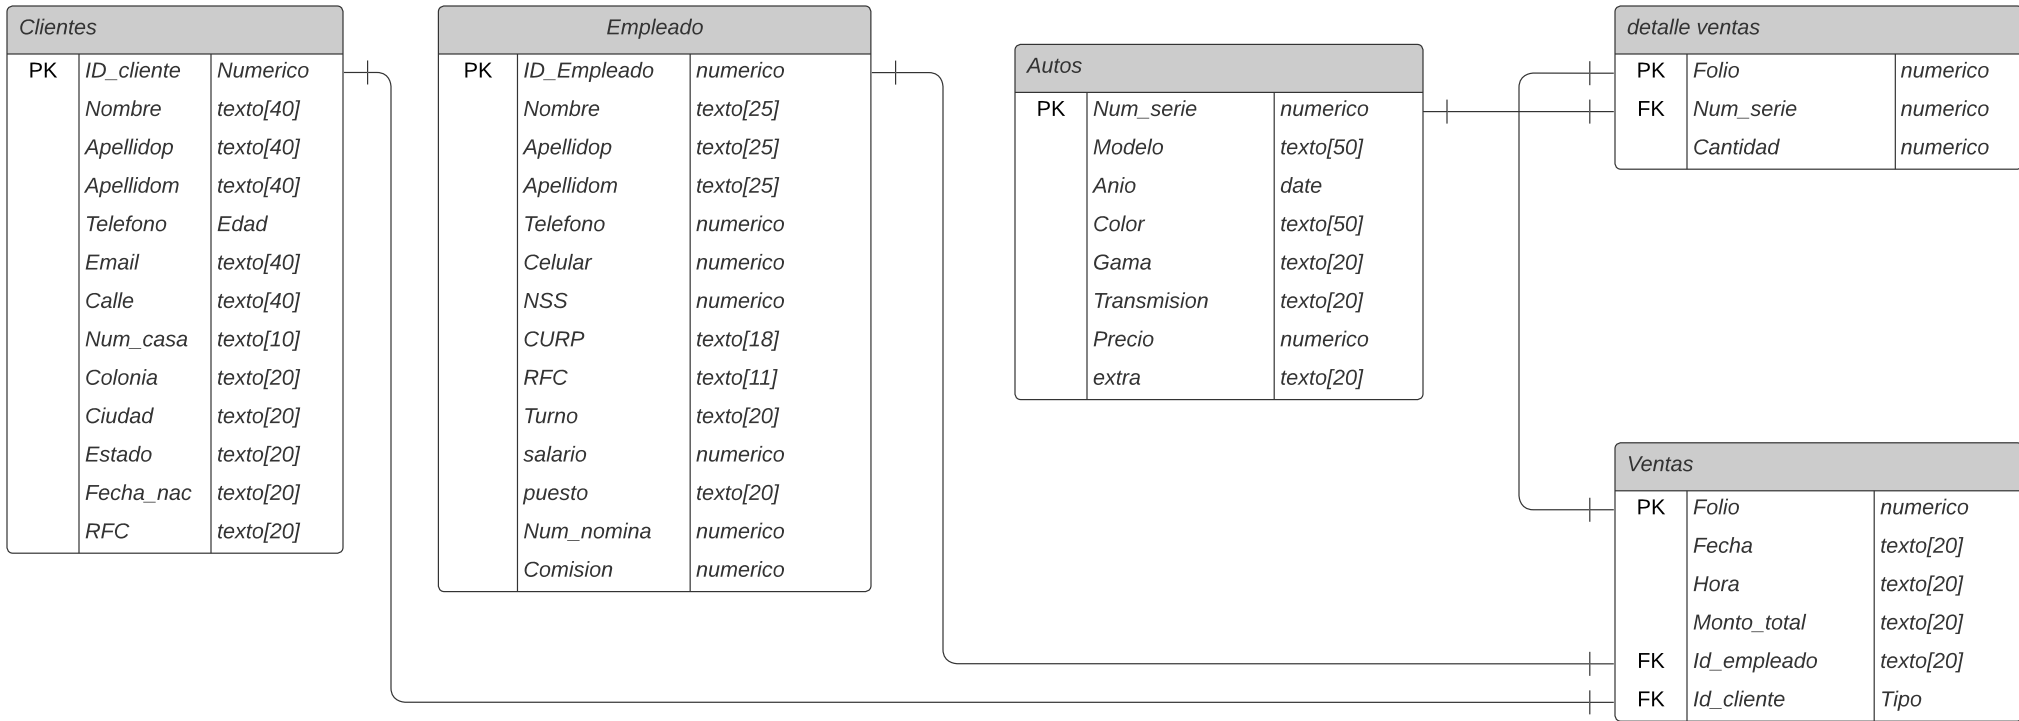 Clientes
PK ID_cliente Numerico
Nombre texto[40]
Apellidop texto[40]
Apellidom texto[40]
Telefono Edad
Email texto[40]
Calle texto[40]
Num_casa texto[10]
Colonia texto[20]
Ciudad texto[20]
Estado texto[20]
Fecha_nac texto[20]
RFC texto[20]
Empleado
PK ID_Empleado numerico
Nombre texto[25]
Apellidop texto[25]
Apellidom texto[25]
Telefono numerico
Celular numerico
NSS numerico
CURP texto[18]
RFC texto[11]
Turno texto[20]
salario numerico
puesto texto[20]
Num_nomina numerico
Comision numerico
Autos
PK Num_serie numerico
Modelo texto[50]
Anio date
Color texto[50]
Gama texto[20]
Transmision texto[20]
Precio numerico
extra texto[20]
detalle ventas
PK Folio numerico
FK Num_serie numerico
Cantidad numerico
Ventas
PK Folio numerico
Fecha texto[20]
Hora texto[20]
Monto_total texto[20]
FK Id_empleado texto[20]
FK Id_cliente Tipo